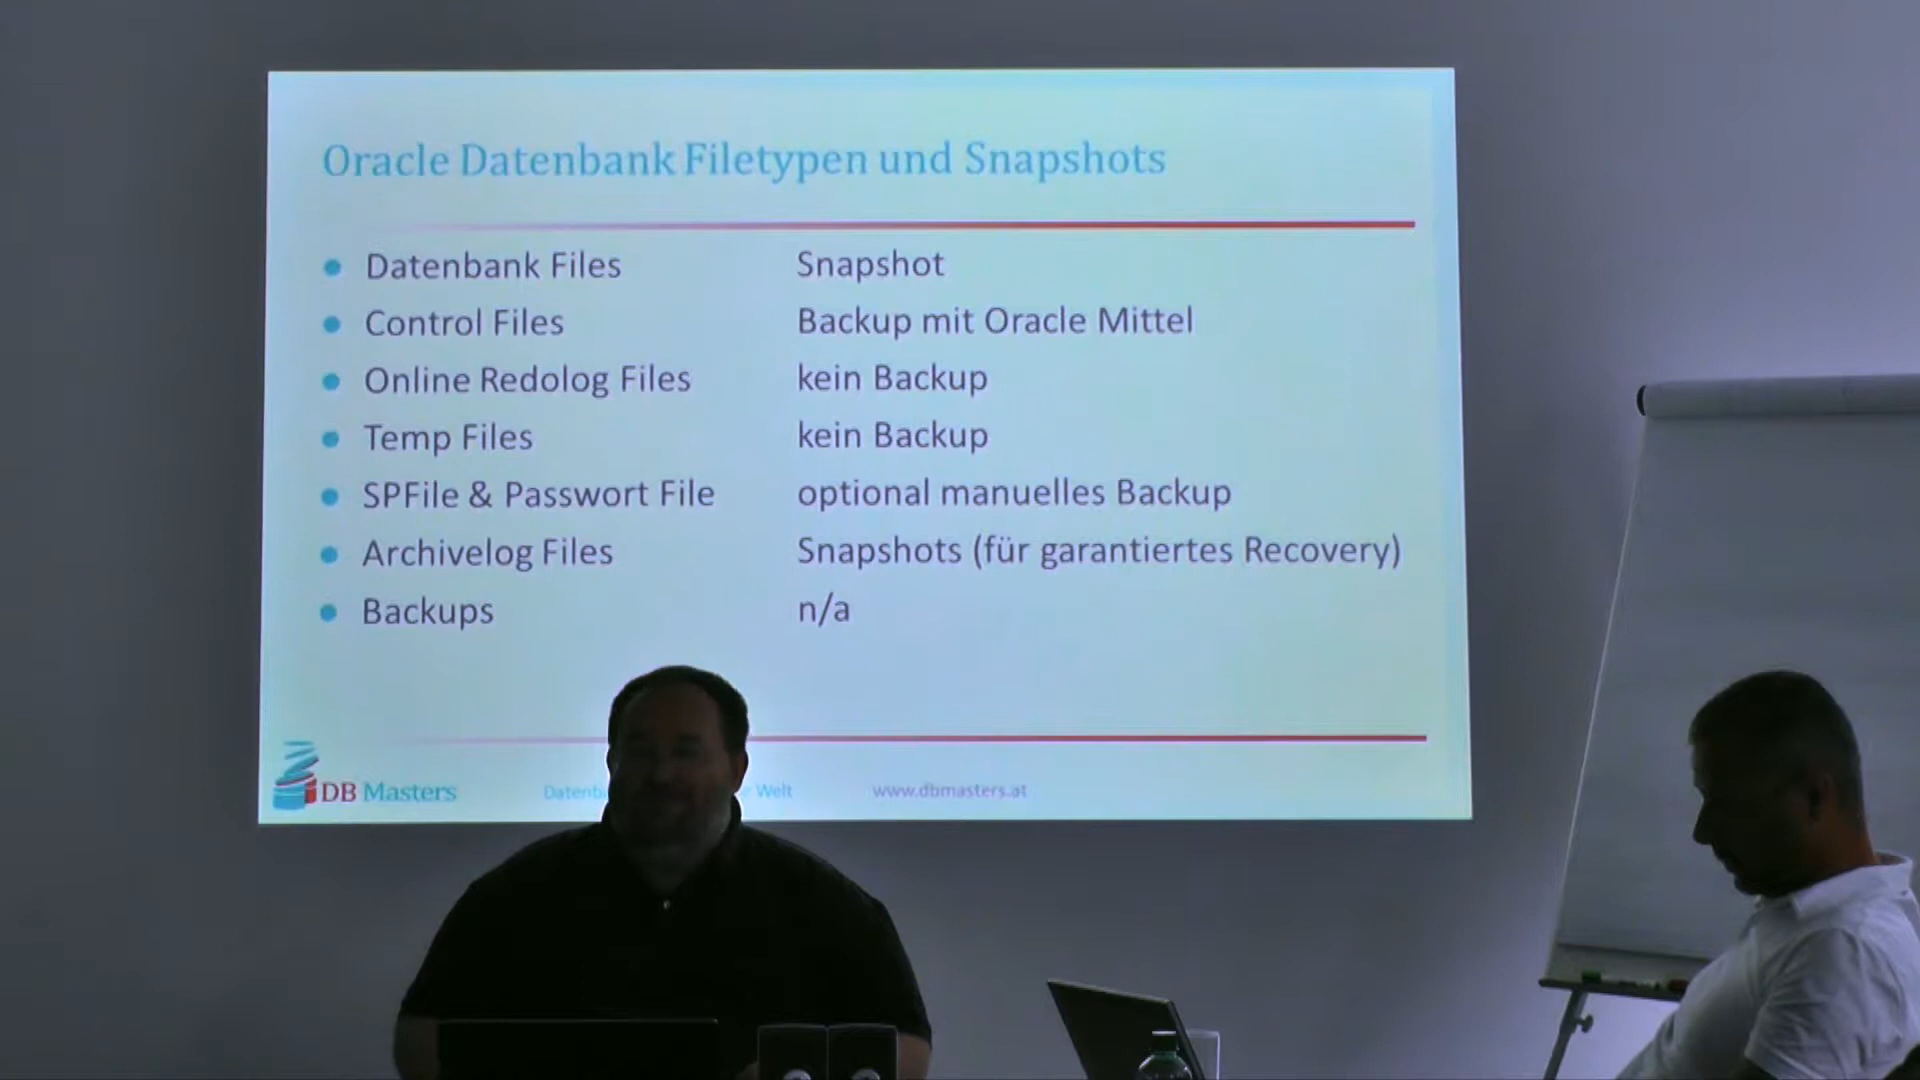 Oracle Datenbank Filetypen und Snapshots
Datenbank Files Snapshot
Control Files Backup mit Oracle Mittel
Online Redolog Files kein Backup
Temp Files kein Backup
SPFile & Passwort File optional manuelles Backup
Archivelog Files Snapshots (für garantiertes Recovery)
Backups n/a
DB Masters Welt www.dbmasters.at